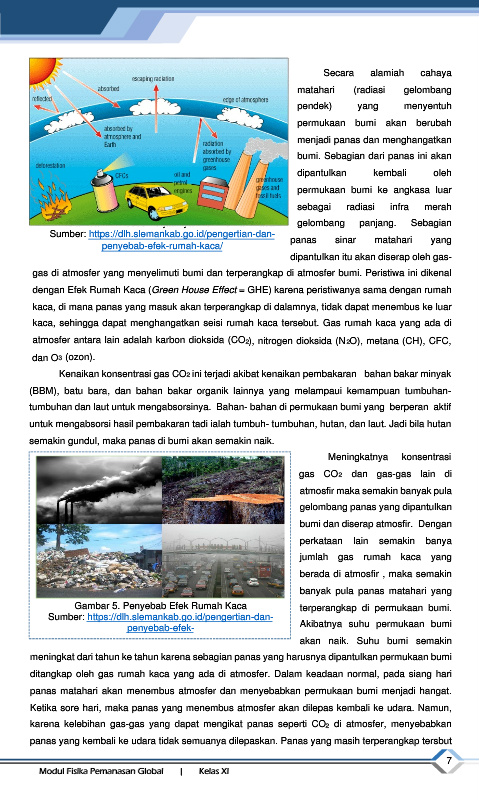 escaping radiation
absorbed
reflected
edge of atmosphere
absorbed by
atmosphere and
Earth
radiation
absorbed by
greenhouse
gases
deforestation
CFCs
oil and
petrol
engines
greenhouse
gases and
fossil fuels
Sumber: https://dlh.slemankab.go.id/pengertian-dan-
penyebab-efek-rumah-kaca/
Secara alamiah cahaya
matahari (radiasi gelombang
pendek) yang menyentuh
permukaan bumi akan berubah
menjadi panas dan menghangatkan
bumi. Sebagian dari panas ini akan
dipantulkan kembali oleh
permukaan bumi ke angkasa luar
sebagai radiasi infra merah
gelombang panjang. Sebagian
panas sinar matahari yang
dipantulkan itu akan diserap oleh gas-
gas di atmosfer yang menyelimuti bumi dan terperangkap di atmosfer bumi. Peristiwa ini dikenal
dengan Efek Rumah Kaca (Green House Effect = GHE) karena peristiwanya sama dengan rumah
kaca, di mana panas yang masuk akan terperangkap di dalamnya, tidak dapat menembus ke luar
kaca, sehingga dapat menghangatkan seisi rumah kaca tersebut. Gas rumah kaca yang ada di
atmosfer antara lain adalah karbon dioksida (CO₂), nitrogen dioksida (N₂O), metana (CH), CFC,
dan O₃ (ozon).
Kenaikan konsentrasi gas CO₂ ini terjadi akibat kenaikan pembakaran bahan bakar minyak
(BBM), batu bara, dan bahan bakar organik lainnya yang melampaui kemampuan tumbuhan-
tumbuhan dan laut untuk mengabsorsinya. Bahan- bahan di permukaan bumi yang berperan aktif
untuk mengabsorsi hasil pembakaran tadi ialah tumbuh- tumbuhan, hutan, dan laut. Jadi bila hutan
semakin gundul, maka panas di bumi akan semakin naik.
Gambar 5. Penyebab Efek Rumah Kaca
Sumber: https://dlh.slemankab.go.id/pengertian-dan-
penyebab-efek-
Meningkatnya konsentrasi
gas CO₂ dan gas-gas lain di
atmosfir maka semakin banyak pula
gelombang panas yang dipantulkan
bumi dan diserap atmosfir. Dengan
perkataan lain semakin banya
jumlah gas rumah kaca yang
berada di atmosfir , maka semakin
banyak pula panas matahari yang
terperangkap di permukaan bumi.
Akibatnya suhu permukaan bumi
akan naik. Suhu bumi semakin
meningkat dari tahun ke tahun karena sebagian panas yang harusnya dipantulkan permukaan bumi
ditangkap oleh gas rumah kaca yang ada di atmosfer. Dalam keadaan normal, pada siang hari
panas matahari akan menembus atmosfer dan menyebabkan permukaan bumi menjadi hangat.
Ketika sore hari, maka panas yang menembus atmosfer akan dilepas kembali ke udara. Namun,
karena kelebihan gas-gas yang dapat mengikat panas seperti CO₂ di atmosfer, menyebabkan
panas yang kembali ke udara tidak semuanya dilepaskan. Panas yang masih terperangkap tersbut
7
Modul Fisika Pemanasan Global | Kelas XI